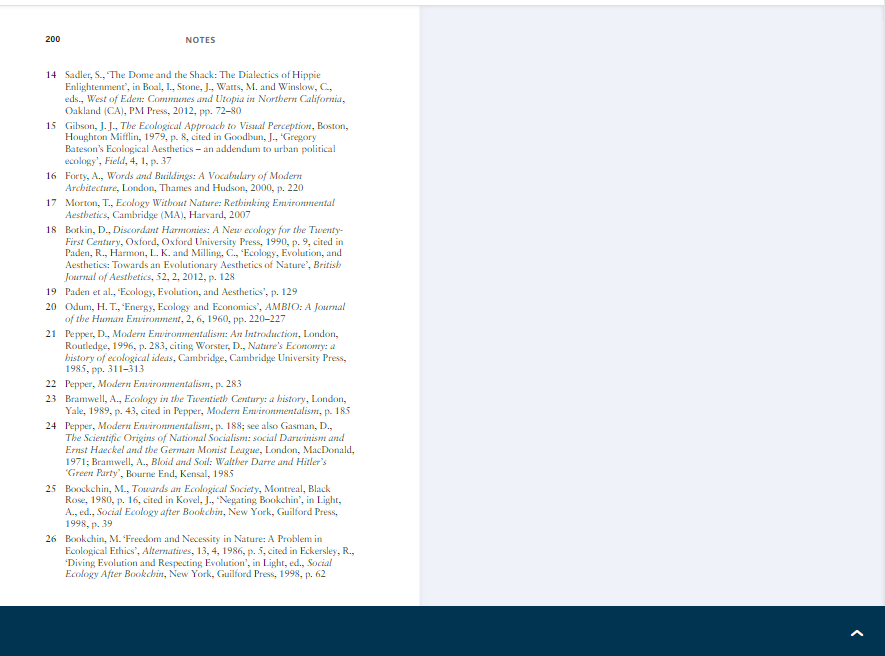 200
NOTES
14 Sadler, S., 'The Dome and the Shack: The Dialectics of Hippie
Enlightenment', in Boal, I., Stone, J., Watts, M. and Winslow, C.,
eds., West of Eden: Communes and Utopia in Northern California,
Oakland (CA), PM Press, 2012, pp. 72–80
15 Gibson, J. J., The Ecological Approach to Visual Perception, Boston,
Houghton Mifflin, 1979, p. 8, cited in Goodbun, J., 'Gregory
Bateson's Ecological Aesthetics – an addendum to urban political
ecology', Field, 4, 1, p. 37
16 Forty, A., Words and Buildings: A Vocabulary of Modern
Architecture, London, Thames and Hudson, 2000, p. 220
17 Morton, T., Ecology Without Nature: Rethinking Environmental
Aesthetics, Cambridge (MA), Harvard, 2007
18 Botkin, D., Discordant Harmonies: A New ecology for the Twenty-
First Century, Oxford, Oxford University Press, 1990, p. 9, cited in
Paden, R., Harmon, L. K. and Milling, C., 'Ecology, Evolution, and
Aesthetics: Towards an Evolutionary Aesthetics of Nature', British
Journal of Aesthetics, 52, 2, 2012, p. 128
19 Paden et al., 'Ecology, Evolution, and Aesthetics', p. 129
20 Odum, H. T., 'Energy, Ecology and Economics', AMBIO: A Journal
of the Human Environment, 2, 6, 1960, pp. 220–227
21 Pepper, D., Modern Environmentalism: An Introduction, London,
Routledge, 1996, p. 283, citing Worster, D., Nature's Economy: a
history of ecological ideas, Cambridge, Cambridge University Press,
1985, pp. 311–313
22 Pepper, Modern Environmentalism, p. 283
23 Bramwell, A., Ecology in the Twentieth Century: a history, London,
Yale, 1989, p. 43, cited in Pepper, Modern Environmentalism, p. 185
24 Pepper, Modern Environmentalism, p. 188; see also Gasman, D.,
The Scientific Origins of National Socialism: social Darwinism and
Ernst Haeckel and the German Monist League, London, MacDonald,
1971; Bramwell, A., Bloid and Soil: Walther Darre and Hitler's
'Green Party', Bourne End, Kensal, 1985
25 Boockchin, M., Towards an Ecological Society, Montreal, Black
Rose, 1980, p. 16, cited in Kovel, J., 'Negating Bookchin', in Light,
A., ed., Social Ecology after Bookchin, New York, Guilford Press,
1998, p. 39
26 Bookchin, M. 'Freedom and Necessity in Nature: A Problem in
Ecological Ethics', Alternatives, 13, 4, 1986, p. 5, cited in Eckersley, R.,
'Diving Evolution and Respecting Evolution', in Light, ed., Social
Ecology After Bookchin, New York, Guilford Press, 1998, p. 62